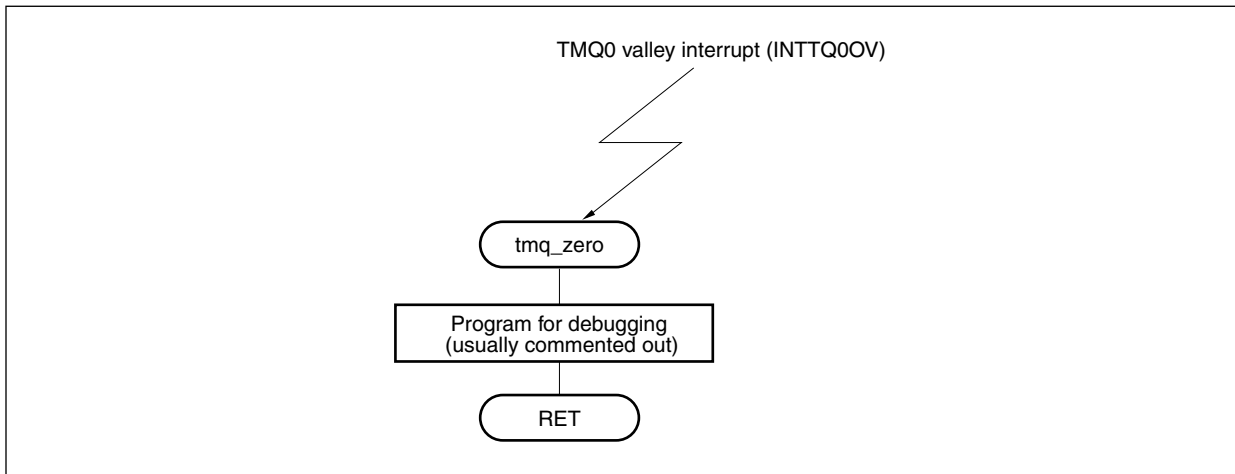 TMQ0 valley interrupt (INTTQ0OV)
tmq_zero
Program for debugging
(usually commented out)
RET